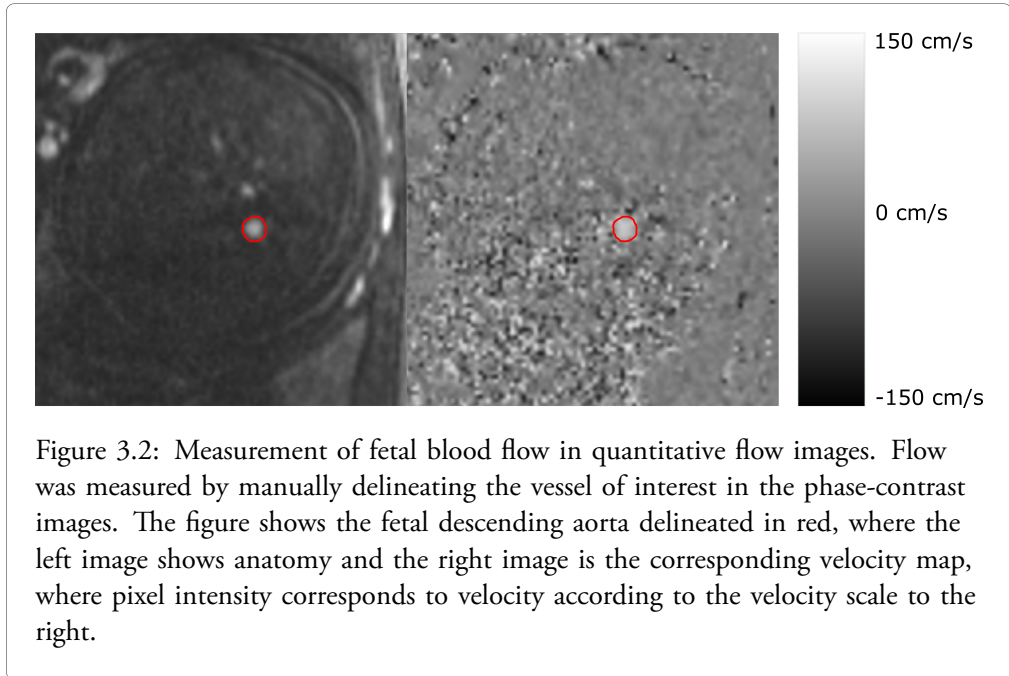 150 cm/s
0 cm/s
-150 cm/s
Figure 3.2: Measurement of fetal blood flow in quantitative flow images. Flow
was measured by manually delineating the vessel of interest in the phase-contrast
images. The figure shows the fetal descending aorta delineated in red, where the
left image shows anatomy and the right image is the corresponding velocity map,
where pixel intensity corresponds to velocity according to the velocity scale to the
right.